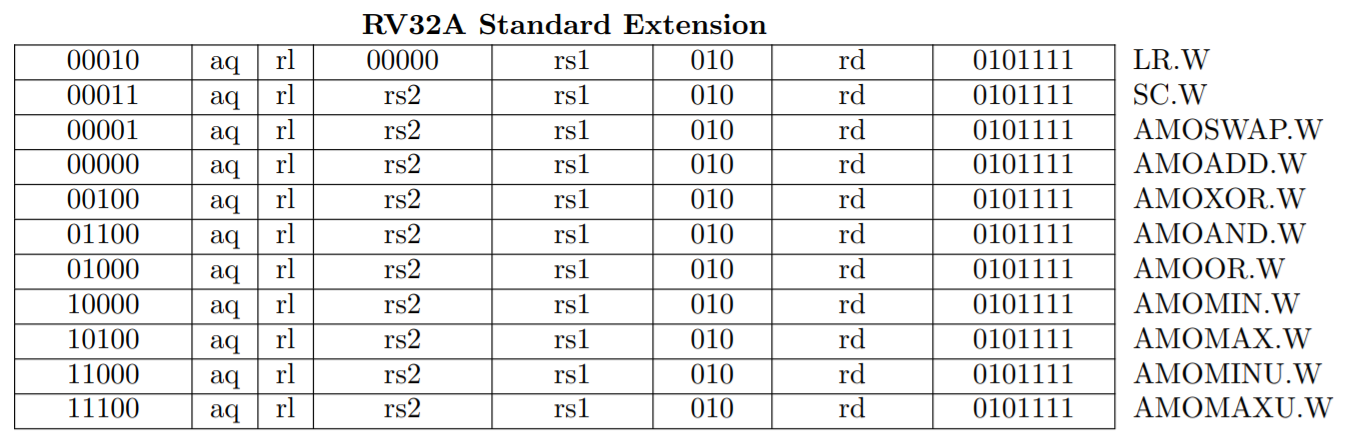 RV32A Standard Extension
00010 aq rl 00000 rs1 010 rd 0101111 LR.W
00011 aq rl rs2 rs1 010 rd 0101111 SC.W
00001 aq rl rs2 rs1 010 rd 0101111 AMOSWAP.W
00000 aq rl rs2 rs1 010 rd 0101111 AMOADD.W
00100 aq rl rs2 rs1 010 rd 0101111 AMOXOR.W
01100 aq rl rs2 rs1 010 rd 0101111 AMOAND.W
01000 aq rl rs2 rs1 010 rd 0101111 AMOOR.W
10000 aq rl rs2 rs1 010 rd 0101111 AMOMIN.W
10100 aq rl rs2 rs1 010 rd 0101111 AMOMAX.W
11000 aq rl rs2 rs1 010 rd 0101111 AMOMINU.W
11100 aq rl rs2 rs1 010 rd 0101111 AMOMAXU.W